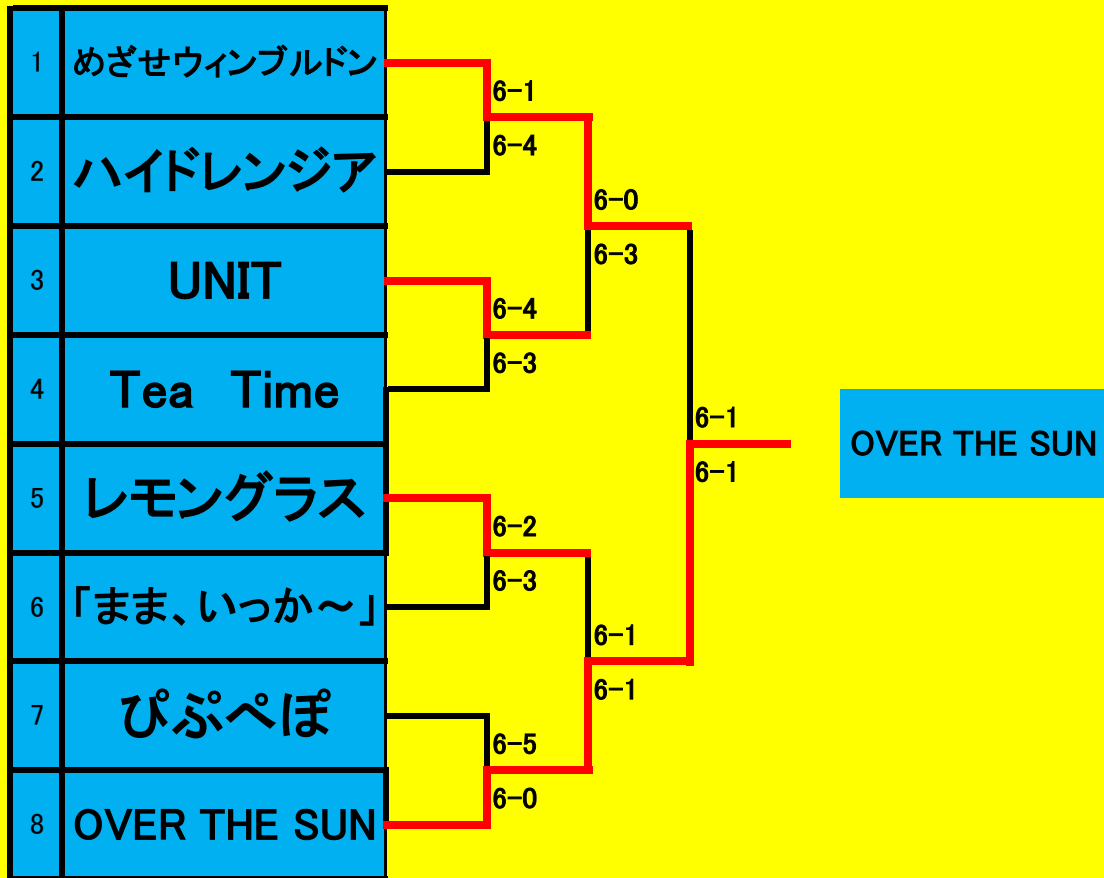 1 めざせウィンブルドン
2 ハイドレンジア
3 UNIT
4 Tea　Time
5 レモングラス
6 「まま、いっか～」
7 ぴぷぺぽ
8 OVER THE SUN
6-1
6-4
6-4
6-3
6-2
6-3
6-5
6-0
6-0
6-3
6-1
6-1
6-1
6-1
OVER THE SUN